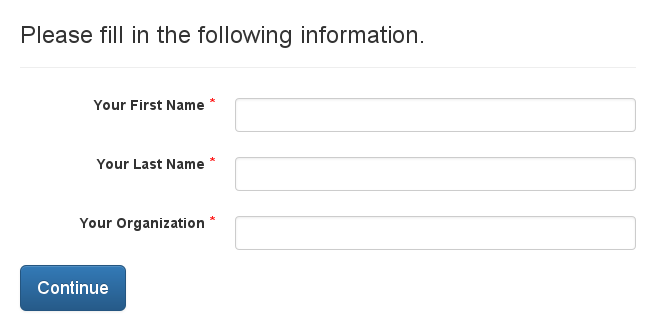 Please fill in the following information.
Your First Name *
Your Last Name *
Your Organization *
Continue